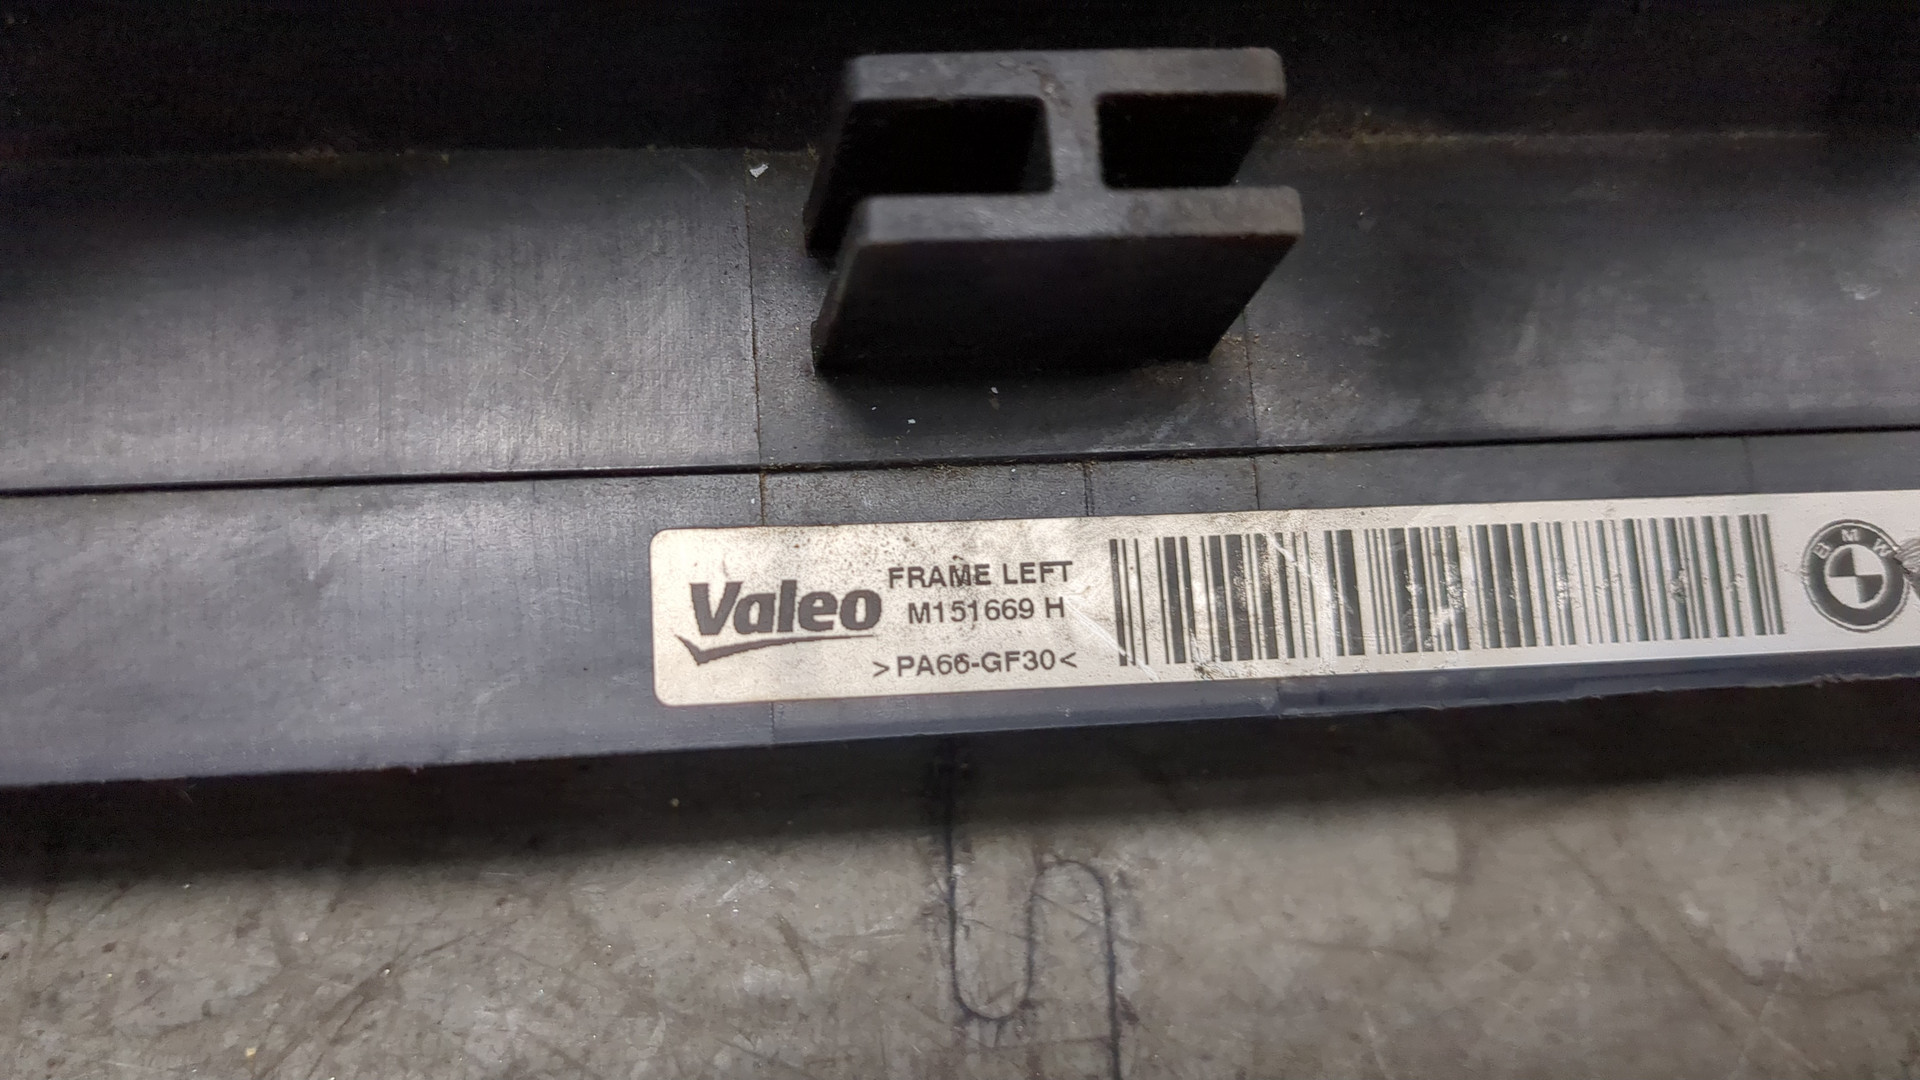 Valeo
FRAME LEFT
M151669 H
>PA66-GF30<
BMW